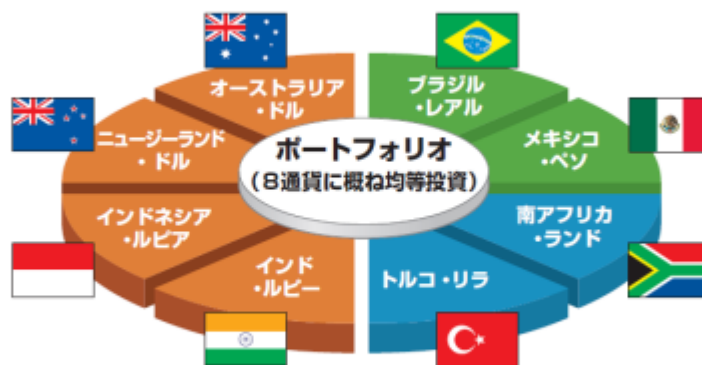 オーストラリア
・ドル
ブラジル
・レアル
ニュージーランド
・ドル
ポートフォリオ
(8通貨に概ね均等投資)
メキシコ
・ペソ
インドネシア
・ルピア
南アフリカ
・ランド
インド
・ルピー
トルコ・リラ